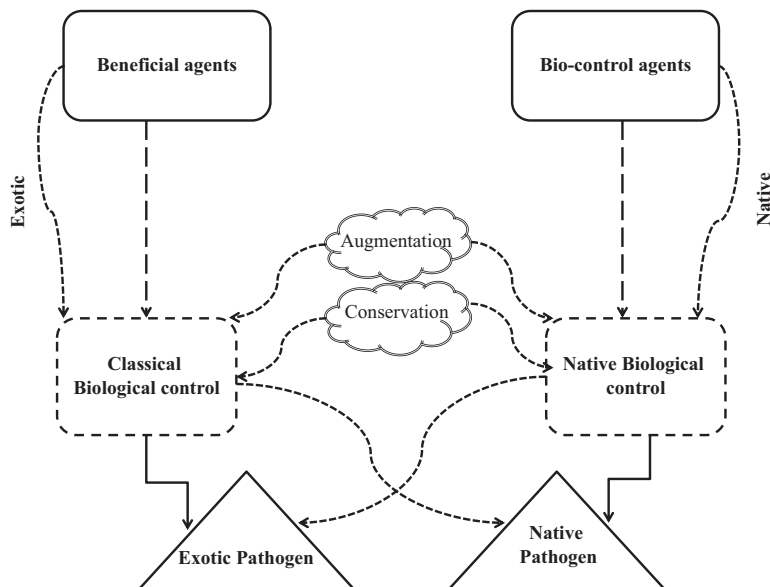 Beneficial agents
Bio-control agents
Exotic
Native
Augmentation
Conservation
Classical
Biological control
Native Biological
control
Exotic Pathogen
Native
Pathogen